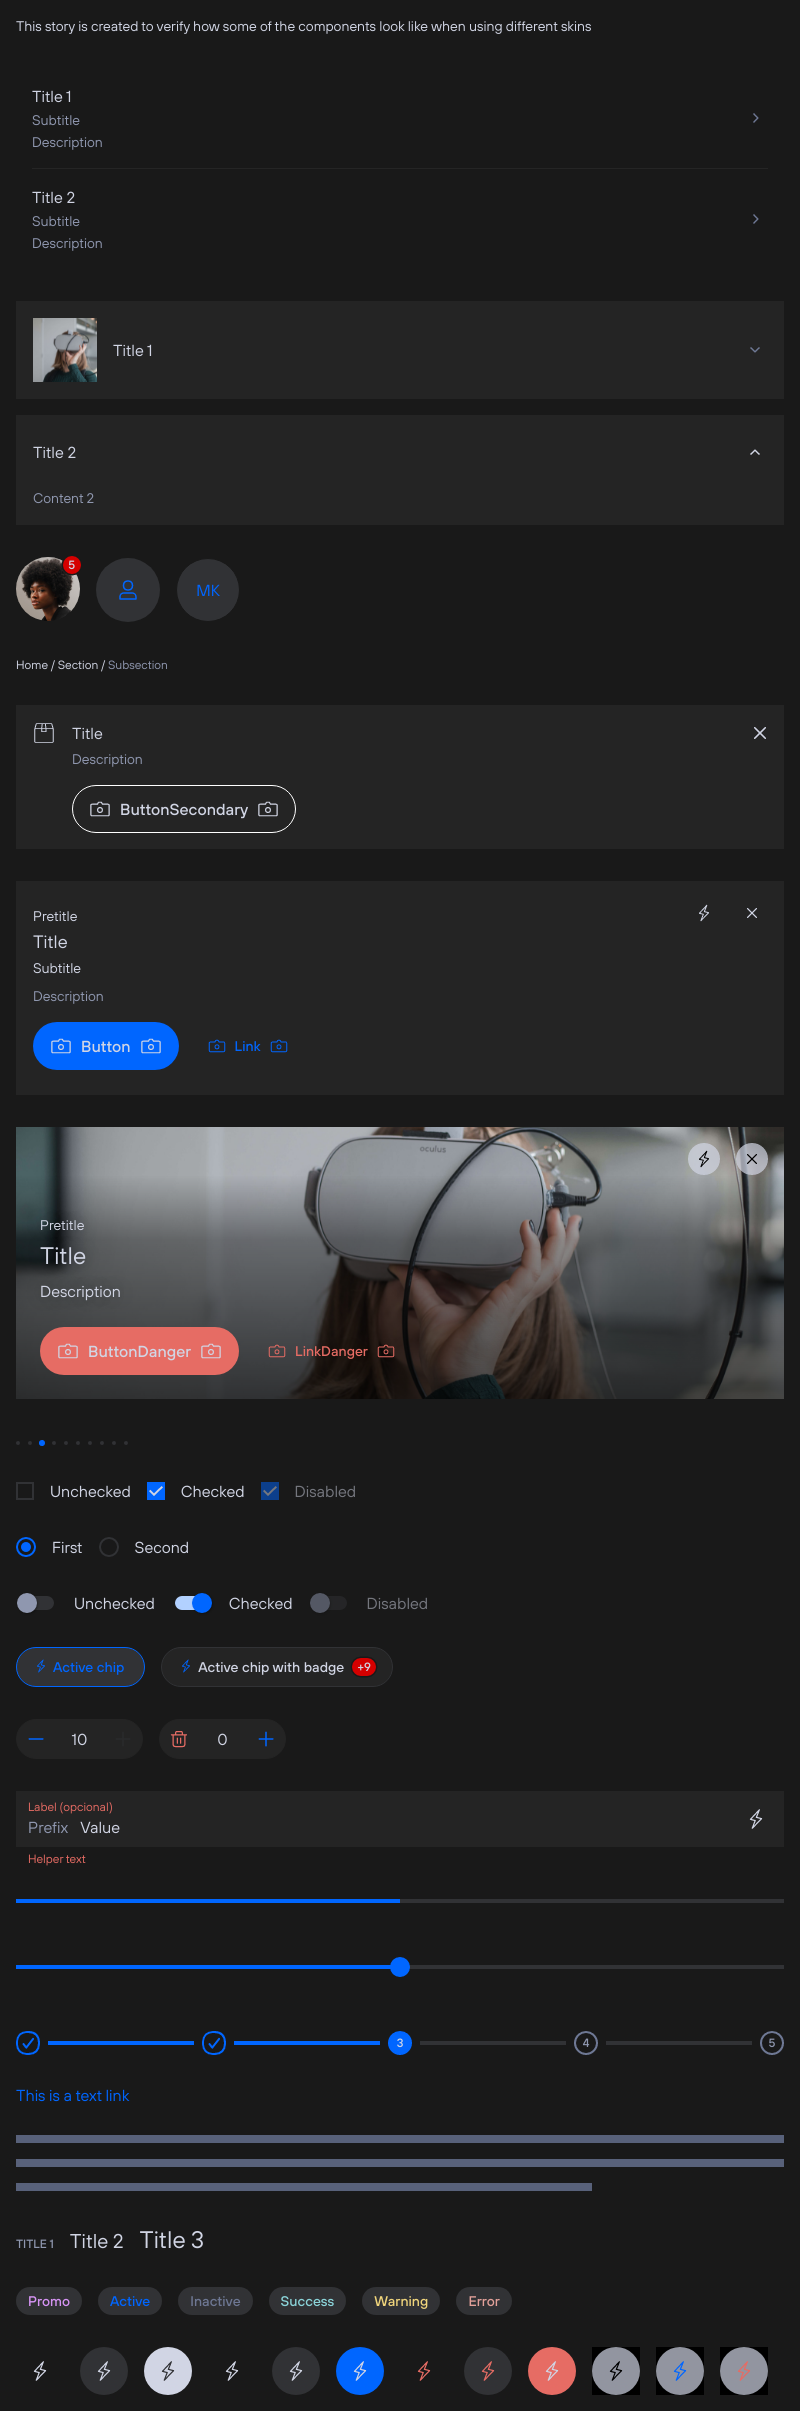 This story is created to verify how some of the components look like when using different skins
Title 1
Subtitle
Description
Title 2
Subtitle
Description
Title 1
Title 2
Content 2
5
MK
Home / Section / Subsection
Title
Description
ButtonSecondary
Pretitle
Title
Subtitle
Description
Button Link
oculus
Pretitle
Title
Description
ButtonDanger LinkDanger
Unchecked Checked Disabled
First Second
Unchecked Checked Disabled
Active chip Active chip with badge +9
10 0
Label (opcional)
Prefix Value
Helper text
3 4 5
This is a text link
TITLE 1 Title 2 Title 3
Promo Active Inactive Success Warning Error